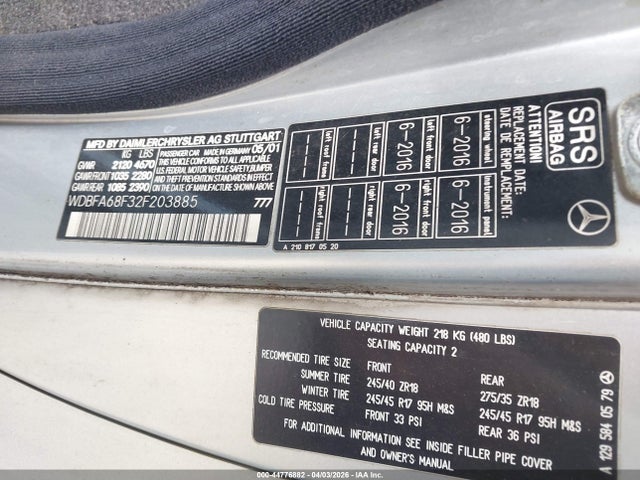 MFD BY DAIMLERCHRYSLER AG STUTTGART
PASSENGER CAR MADE IN GERMANY 05/01
KG LBS
GVWR 2120 4670
GAWR FRONT 1035 2280
GAWR REAR 1085 2390
THIS VEHICLE CONFORMS TO ALL APPLICABLE U.S. FEDERAL MOTOR VEHICLE SAFETY BUMPER AND THEFT PREVENTION STANDARDS IN EFFECT ON THE DATE OF MANUFACTURE SHOWN ABOVE
WDBFA68F32F203885 777
left roof frame
left rear door
6-2016
left front door
6-2016
steering wheel
6-2016
right roof frame
right rear door
6-2016
right front door
6-2016
instrument panel
A 210 817 05 20
ATTENTION!
REPLACEMENT DATE:
DATE OF REPLACEMENT:
SRS
AIRBAG
VEHICLE CAPACITY WEIGHT 218 KG (480 LBS)
SEATING CAPACITY 2
RECOMMENDED TIRE SIZE FRONT REAR
SUMMER TIRE 245/40 ZR18 275/35 ZR18
WINTER TIRE 245/45 R17 95H M&S 245/45 R17 95H M&S
COLD TIRE PRESSURE FRONT 33 PSI REAR 36 PSI
FOR ADDITIONAL INFORMATION SEE INSIDE FILLER PIPE COVER
AND OWNER'S MANUAL
A 129 584 05 79
000-44776882 - 04/03/2026 - IAAI.COM